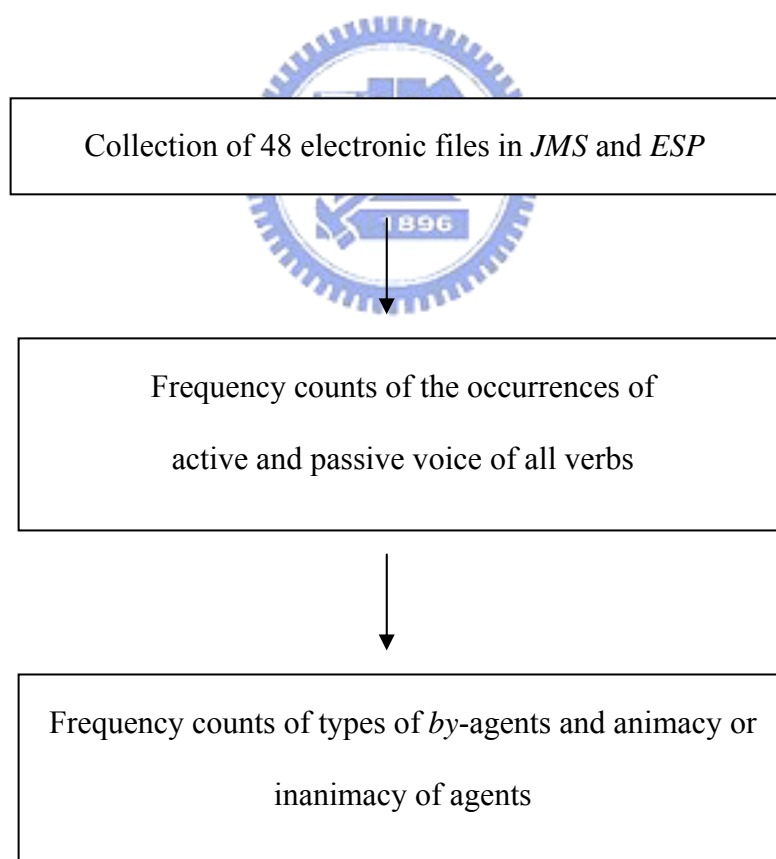 Collection of 48 electronic files in JMS and ESP
1896
Frequency counts of the occurrences of
active and passive voice of all verbs
Frequency counts of types of by-agents and animacy or
inanimacy of agents